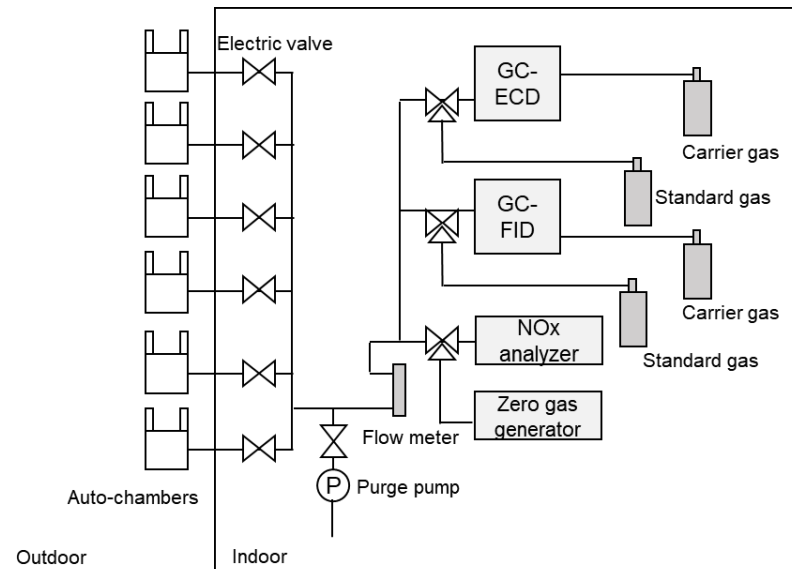 Electric valve
GC-
ECD
Carrier gas
Standard gas
GC-
FID
Carrier gas
NOx
analyzer
Standard gas
Zero gas
generator
Flow meter
P
Purge pump
Auto-chambers
Outdoor
Indoor